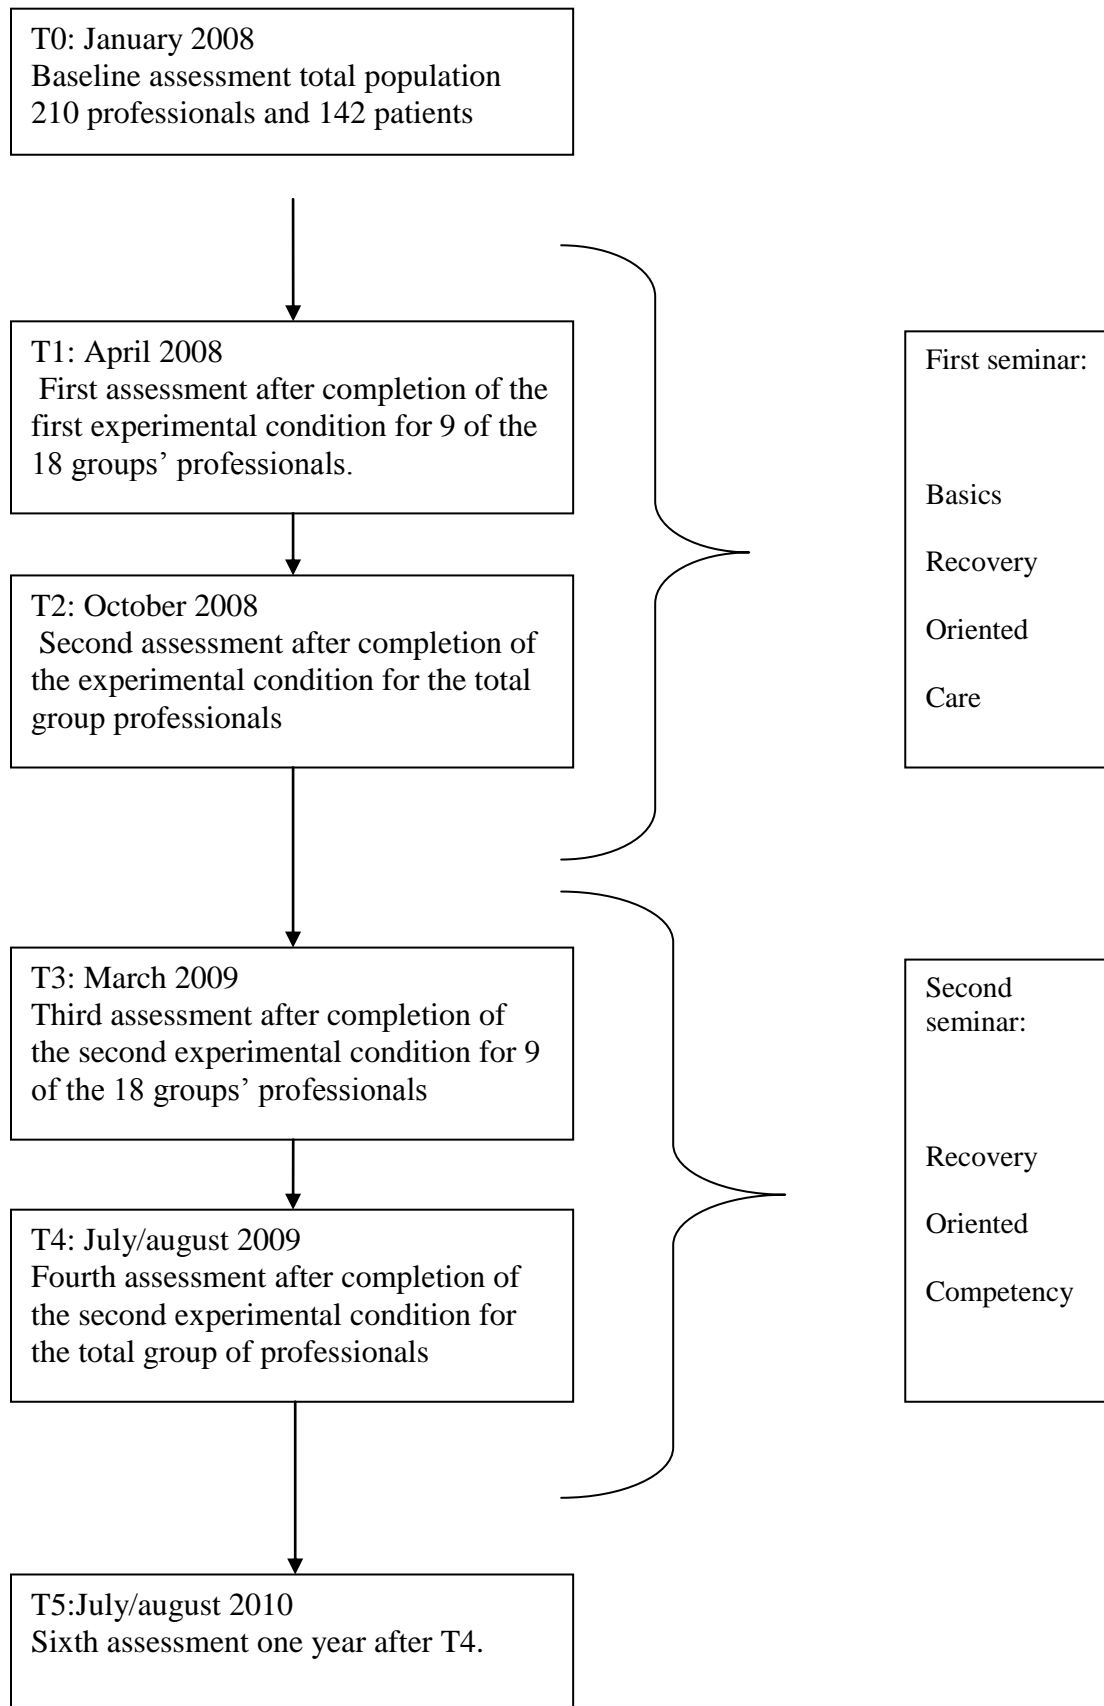 T0: January 2008
Baseline assessment total population
210 professionals and 142 patients
T1: April 2008
First assessment after completion of the
first experimental condition for 9 of the
18 groups’ professionals.
T2: October 2008
Second assessment after completion of
the experimental condition for the total
group professionals
First seminar:
Basics
Recovery
Oriented
Care
T3: March 2009
Third assessment after completion of
the second experimental condition for 9
of the 18 groups’ professionals
T4: July/august 2009
Fourth assessment after completion of
the second experimental condition for
the total group of professionals
Second
seminar:
Recovery
Oriented
Competency
T5:July/august 2010
Sixth assessment one year after T4.